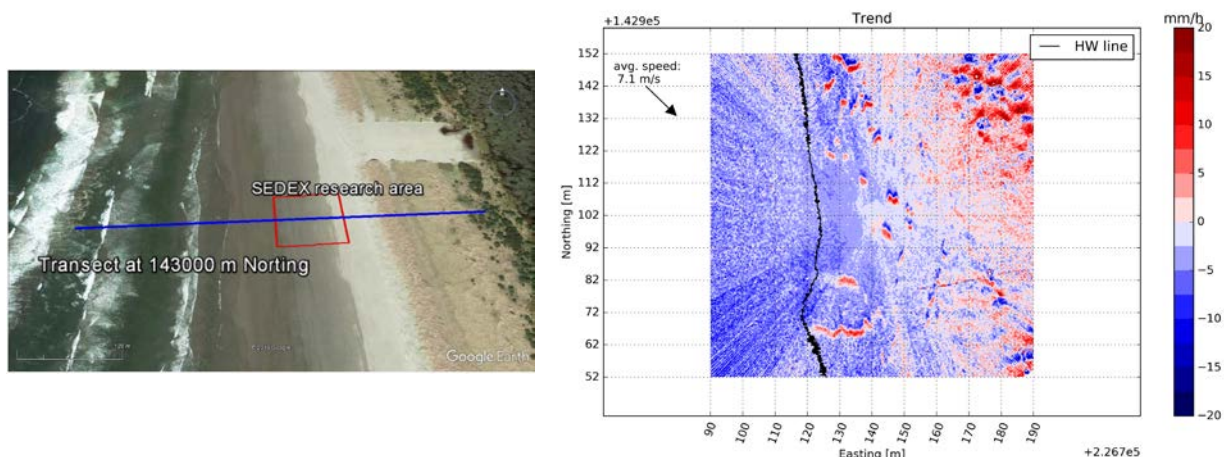 SEDEX research area
Transect at 143000 m Norting
Google Earth
Trend
mm/h
+1.429e5
HW line
avg. speed:
7.1 m/s
152
142
132
122
112
102
92
82
72
62
52
Northing [m]
90
100
110
120
130
140
150
160
170
180
190
Easting [m]
+2.267e5
20
15
10
5
0
−5
−10
−15
−20